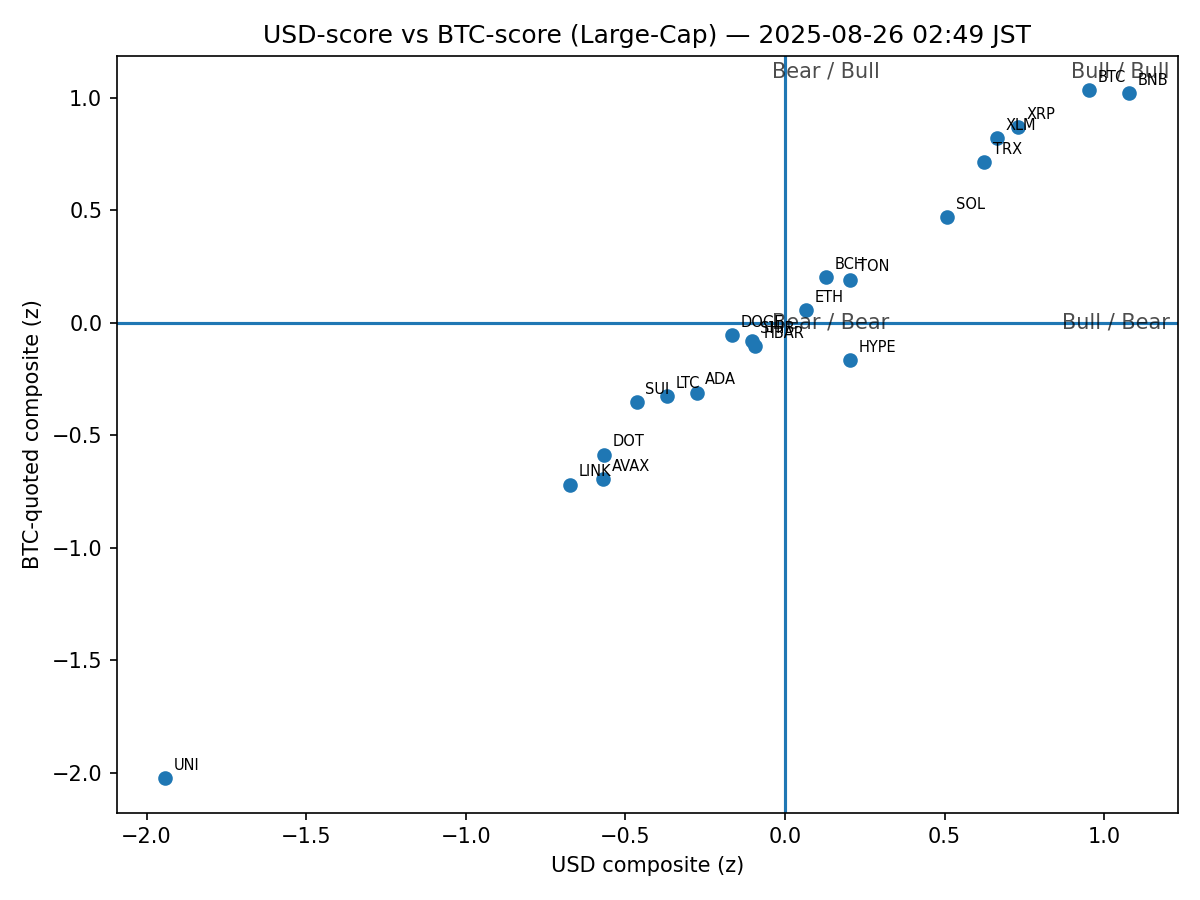 USD-score vs BTC-score (Large-Cap) — 2025-08-26 02:49 JST
Bear / Bull
Bull / Bull
BTC
BNB
XRP
XLM
TRX
SOL
BCH
TON
ETH
DOGE
SHIB
HBAR
Bear / Bear
Bull / Bear
HYPE
ADA
LTC
SUI
DOT
AVAX
LINK
UNI
1.0
0.5
0.0
−0.5
−1.0
−1.5
−2.0
BTC-quoted composite (z)
−2.0
−1.5
−1.0
−0.5
0.0
0.5
1.0
USD composite (z)